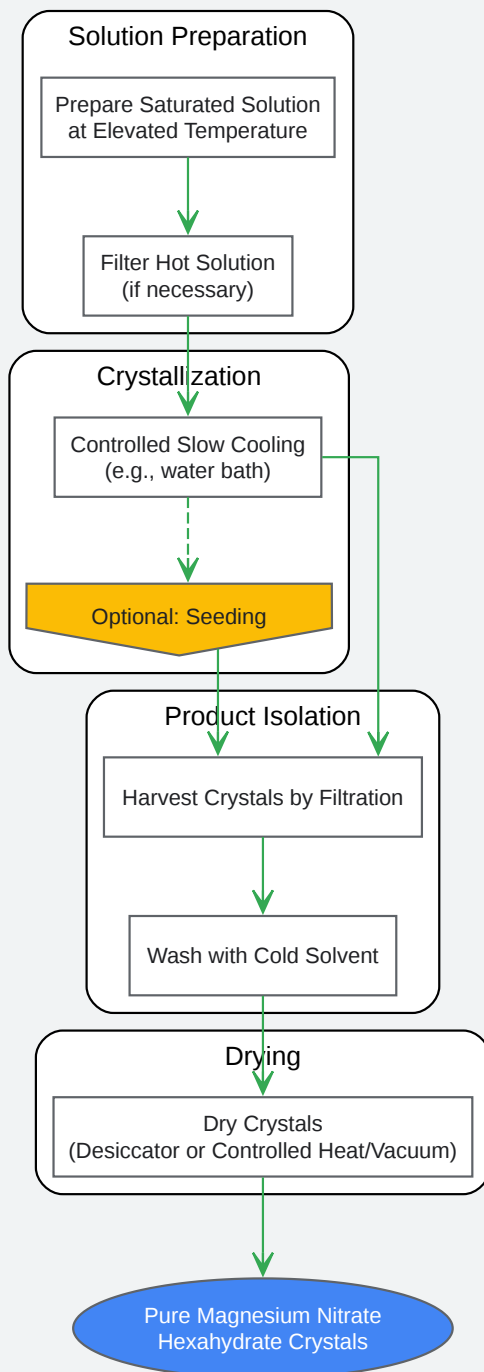 Solution Preparation
Prepare Saturated Solution
at Elevated Temperature
Filter Hot Solution
(if necessary)
Crystallization
Controlled Slow Cooling
(e.g., water bath)
Optional: Seeding
Product Isolation
Harvest Crystals by Filtration
Wash with Cold Solvent
Drying
Dry Crystals
(Desiccator or Controlled Heat/Vacuum)
Pure Magnesium Nitrate
Hexahydrate Crystals